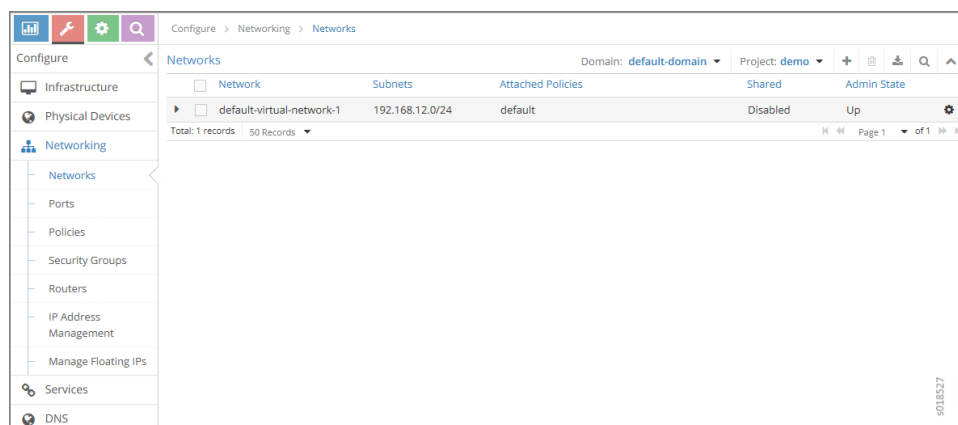 Configure > Networking > Networks
Configure
Networks
Domain: default-domain
Project: demo
Network Subnets Attached Policies Shared Admin State
default-virtual-network-1 192.168.12.0/24 default Disabled Up
Total: 1 records 50 Records Page 1 of 1
Infrastructure
Physical Devices
Networking
Networks
Ports
Policies
Security Groups
Routers
IP Address
Management
Manage Floating IPs
Services
DNS
s018527